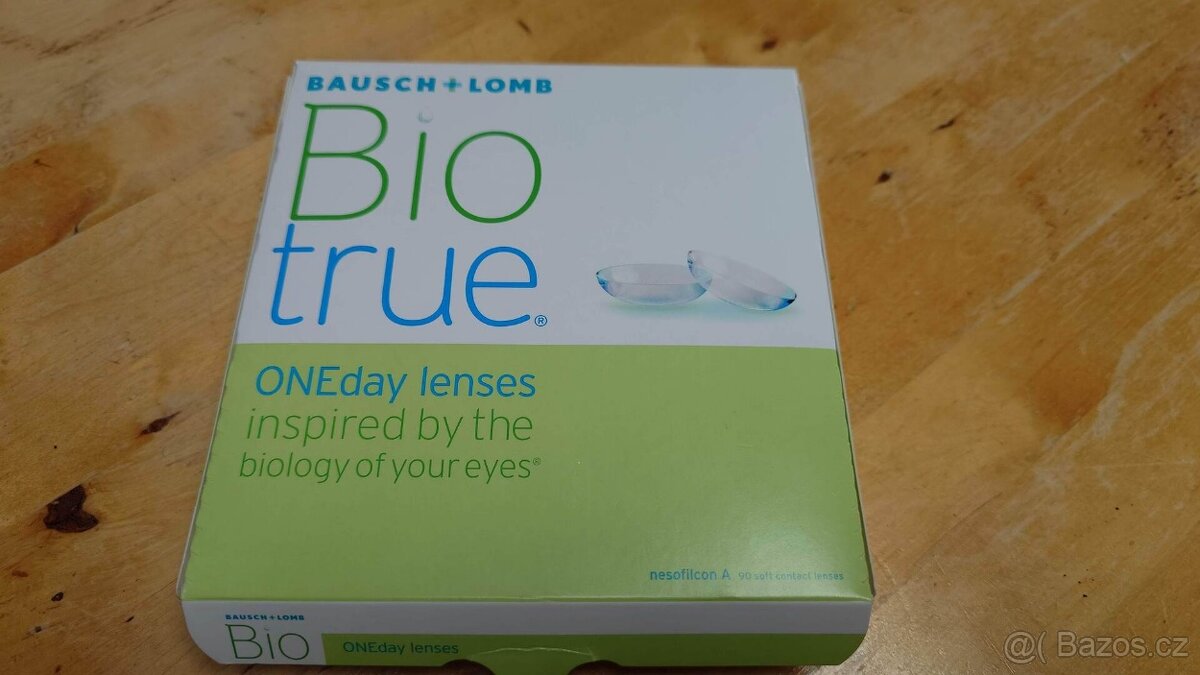 BAUSCH + LOMB
Bio
true®
ONEday lenses
inspired by the
biology of your eyes®
nesofilcon A 90 soft contact lenses
BAUSCH + LOMB
Bio
ONEday lenses
@( Bazos.cz